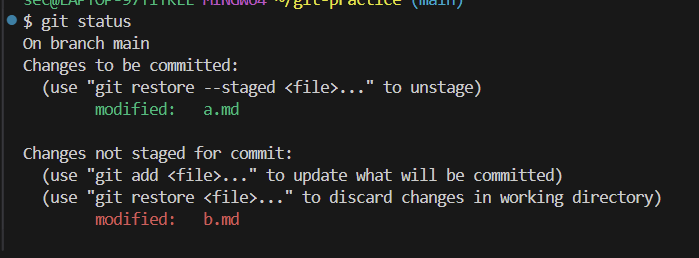 MINGW64 ~/git-practice (main)
$ git status
On branch main
Changes to be committed:
  (use "git restore --staged <file>..." to unstage)
        modified:   a.md

Changes not staged for commit:
  (use "git add <file>..." to update what will be committed)
  (use "git restore <file>..." to discard changes in working directory)
        modified:   b.md